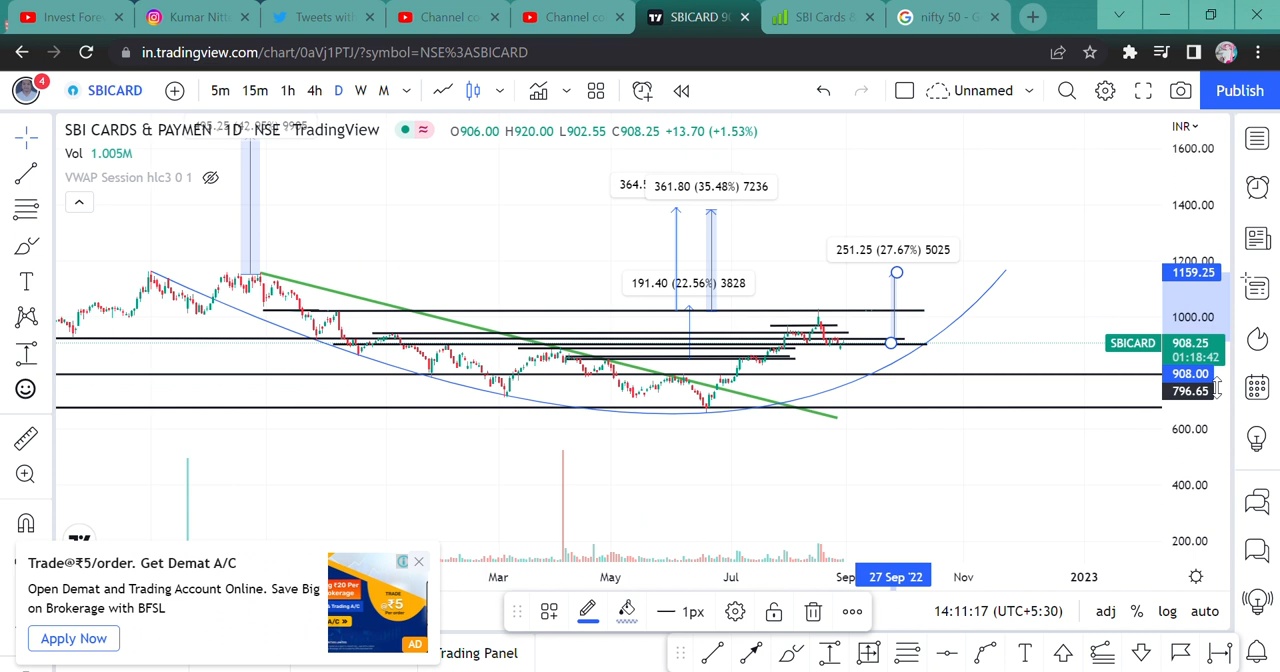 Invest Fore
Kumar Nitte
Tweets wit
Channel co
Channel co
SBICARD 90
SBI Cards &
nifty 50 - G
in.tradingview.com/chart/0aVj1PTJ/?symbol=NSE%3ASBICARD
4
SBICARD
5m 15m 1h 4h D W M
Unnamed
Publish
SBI CARDS & PAYMEN 1D NSE TradingView
O906.00 H920.00 L902.55 C908.25 +13.70 (+1.53%)
INR
Vol 1.005M
VWAP Session hlc3 0 1
1600.00
1400.00
1200.00
1159.25
1000.00
SBICARD 908.25
01:18:42
908.00
796.65
600.00
400.00
200.00
361.80 (35.48%) 7236
251.25 (27.67%) 5025
191.40 (22.56%) 3828
Mar May Jul Sep 27 Sep '22 Nov 2023
Trade@₹5/order. Get Demat A/C
Open Demat and Trading Account Online. Save Big
on Brokerage with BFSL
Apply Now
TRADE
₹5
AD
1px
14:11:17 (UTC+5:30)
adj % log auto
rading Panel